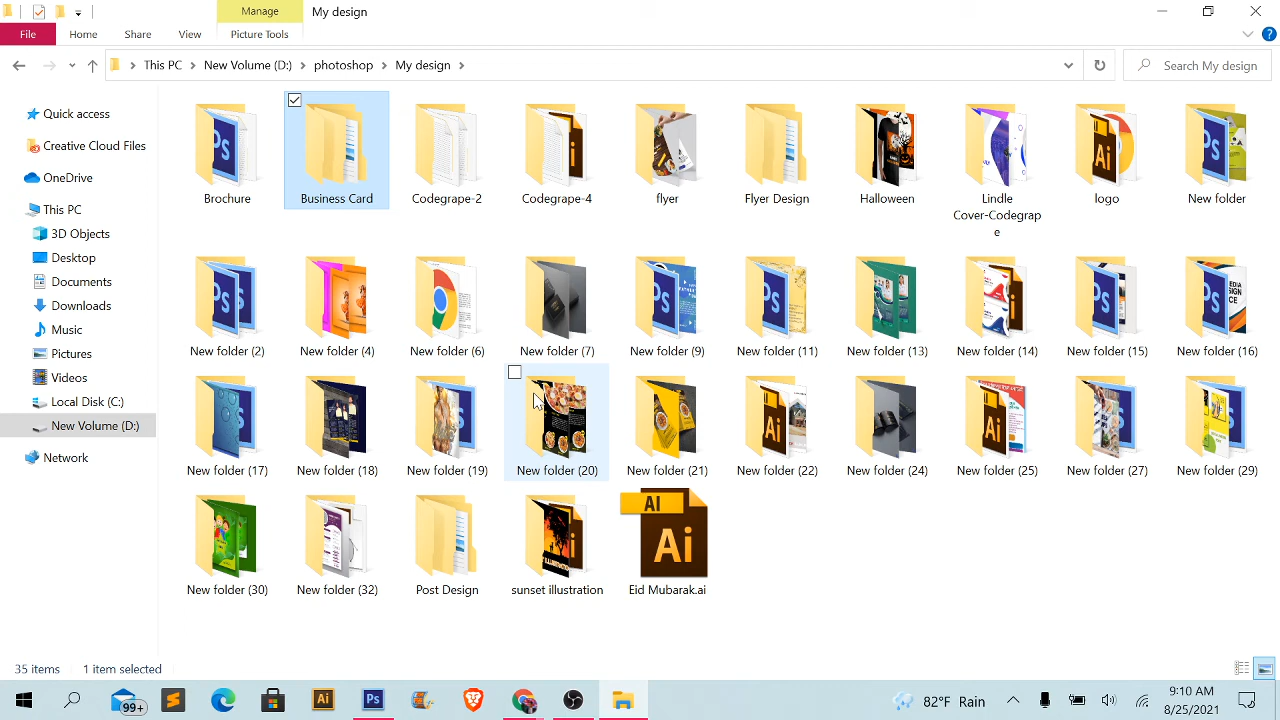 Manage
My design
File
Home
Share
View
Picture Tools
This PC
New Volume (D:)
photoshop
My design
Search My design
Quick access
Creative Cloud Files
OneDrive
This PC
3D Objects
Desktop
Documents
Downloads
Music
Pictures
Videos
Local Disk (C:)
New Volume (D:)
Network
Brochure
Business Card
Codegrape-2
Codegrape-4
flyer
Flyer Design
Halloween
Lindle
Cover-Codegrap
e
logo
New folder
New folder (2)
New folder (4)
New folder (6)
New folder (7)
New folder (9)
New folder (11)
New folder (13)
New folder (14)
New folder (15)
New folder (16)
New folder (17)
New folder (18)
New folder (19)
New folder (20)
New folder (21)
New folder (22)
New folder (24)
New folder (25)
New folder (27)
New folder (29)
New folder (30)
New folder (32)
Post Design
sunset illustration
AI
Ai
Eid Mubarak.ai
35 items
1 item selected
99+
Ai
Ps
82°F Rain
9:10 AM
8/25/2021